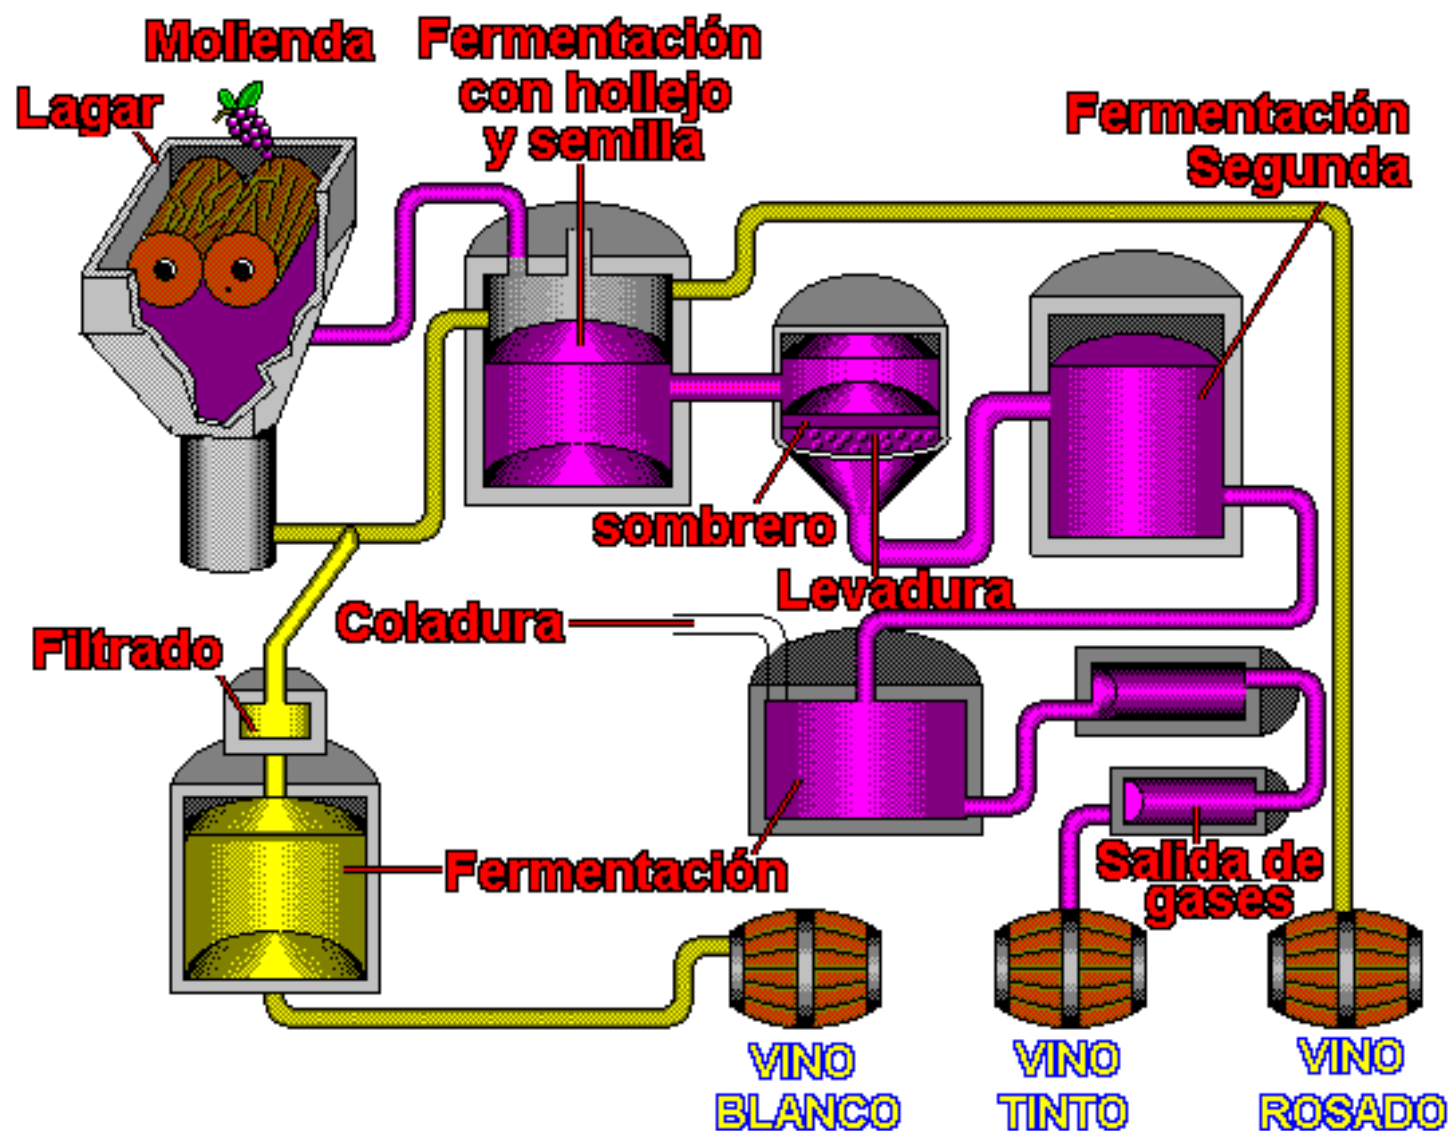 Molienda
Fermentación
con hollejo
y semilla
Lagar
Fermentación
Segunda
sombrero
Levadura
Coladura
Filtrado
Salida de
gases
Fermentación
VINO
BLANCO
VINO
TINTO
VINO
ROSADO